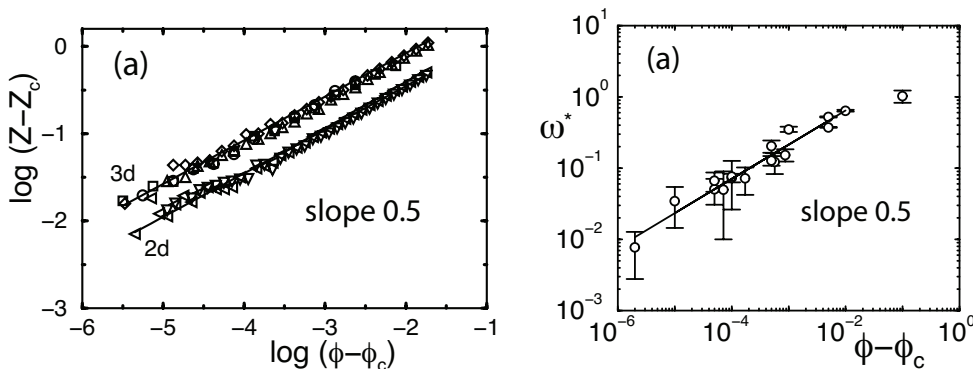 (a)
log (Z−Z_c)
0
−1
−2
−3
3d
2d
slope 0.5
−6
−5
−4
−3
−2
−1
log (ϕ−ϕ_c)
(a)
ω*
10^1
10^0
10^−1
10^−2
10^−3
slope 0.5
10^−6
10^−4
10^−2
10^0
ϕ−ϕ_c